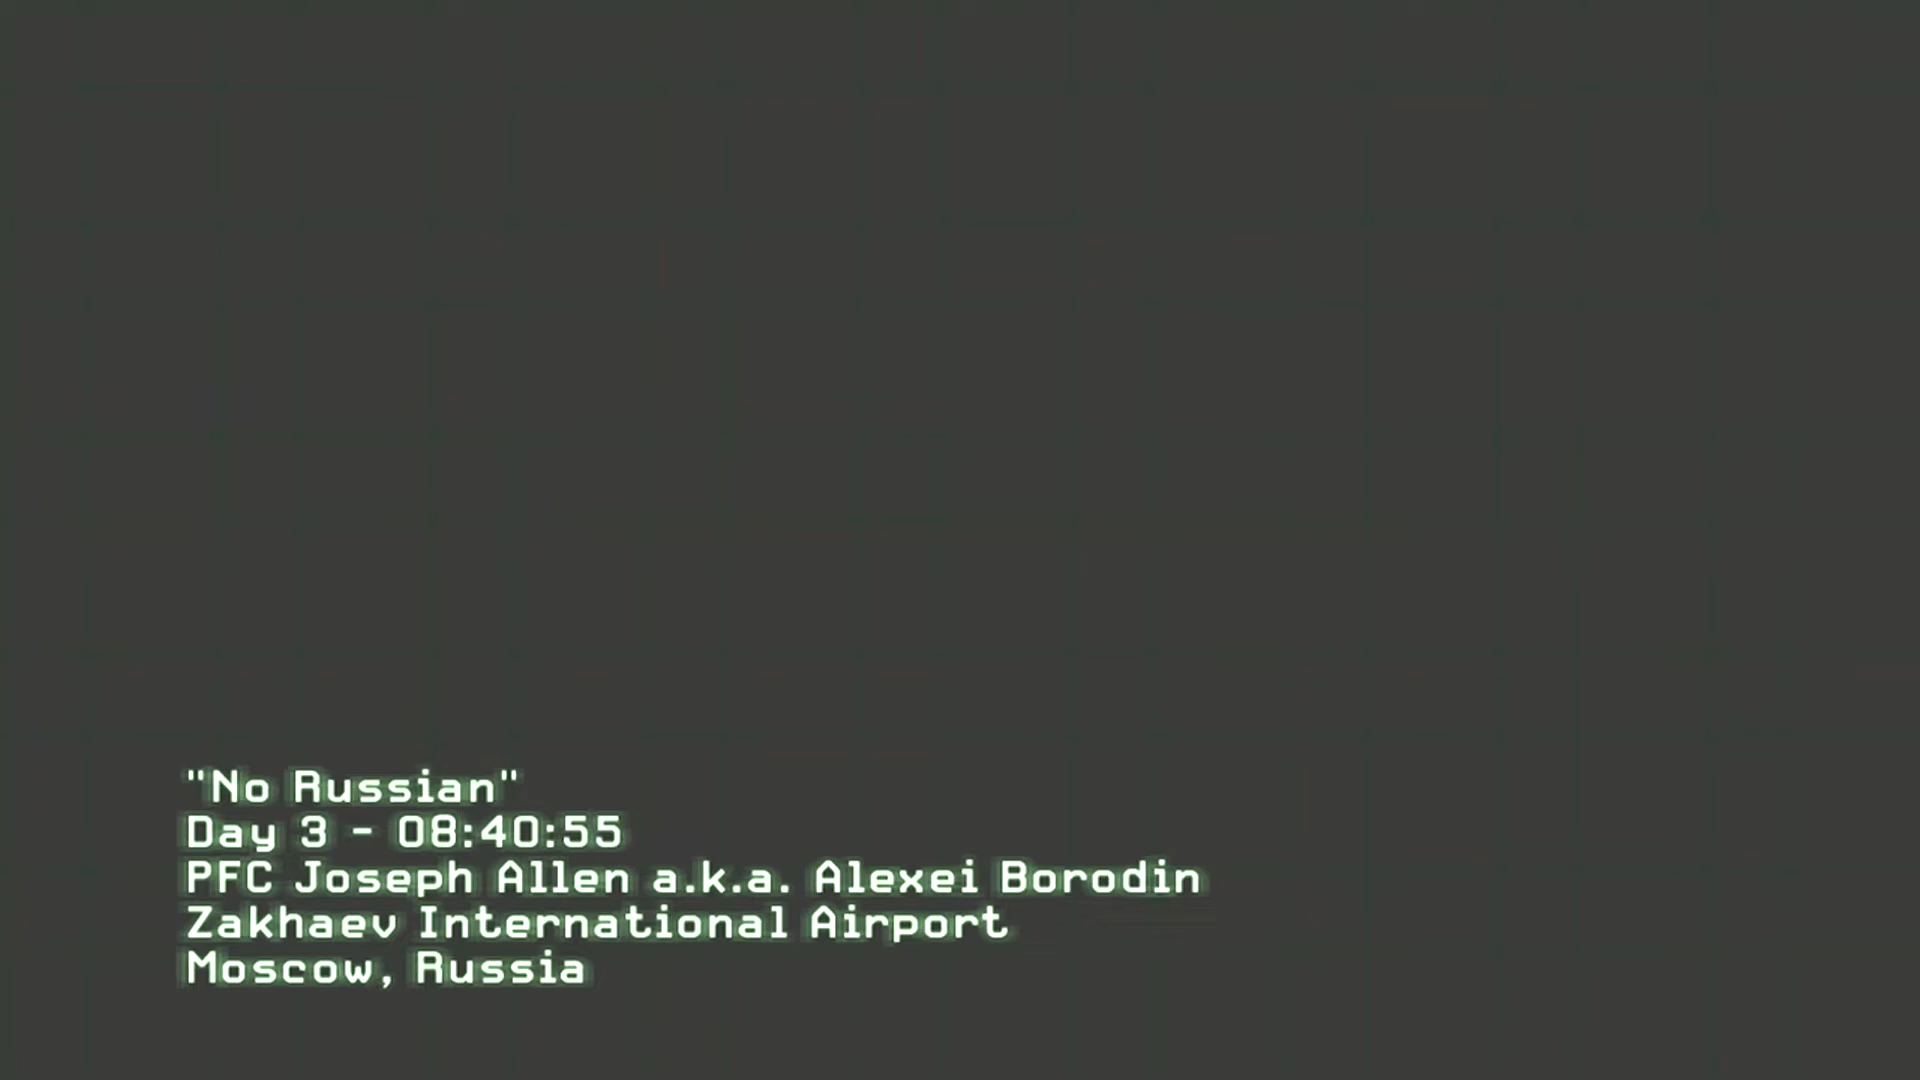 "No Russian"
Day 3 - 08:40:55
PFC Joseph Allen a.k.a. Alexei Borodin
Zakhaev International Airport
Moscow, Russia